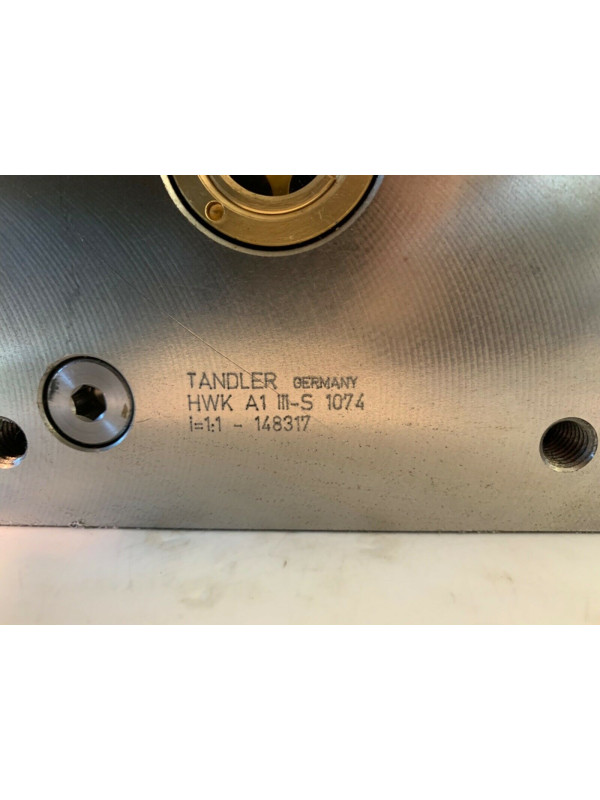 TANDLER GERMANY
HWK A1 III-S 1074
i=1:1 - 148317